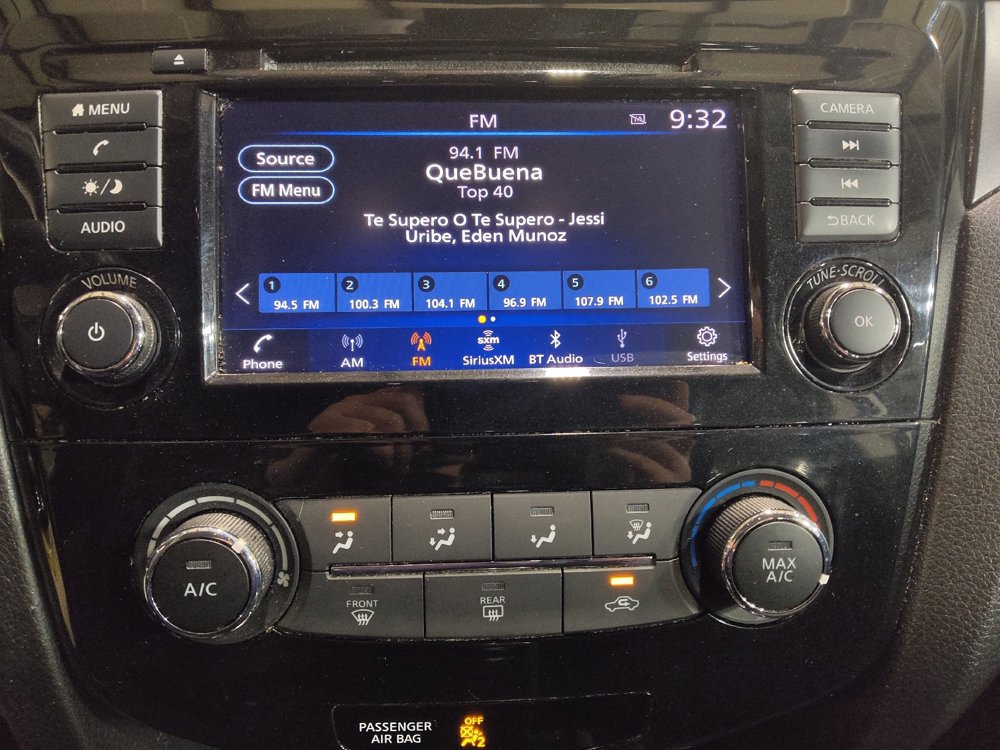 MENU
AUDIO
VOLUME
FM
TA
9:32
Source
94.1 FM
QueBuena
FM Menu
Top 40
Te Supero O Te Supero - Jessi
Uribe, Eden Munoz
1 2 3 4 5 6
94.5 FM 100.3 FM 104.1 FM 96.9 FM 107.9 FM 102.5 FM
Phone AM FM sxm SiriusXM BT Audio USB Settings
CAMERA
BACK
TUNE·SCROLL
OK
A/C
MAX
A/C
FRONT
REAR
PASSENGER
AIR BAG
OFF
2